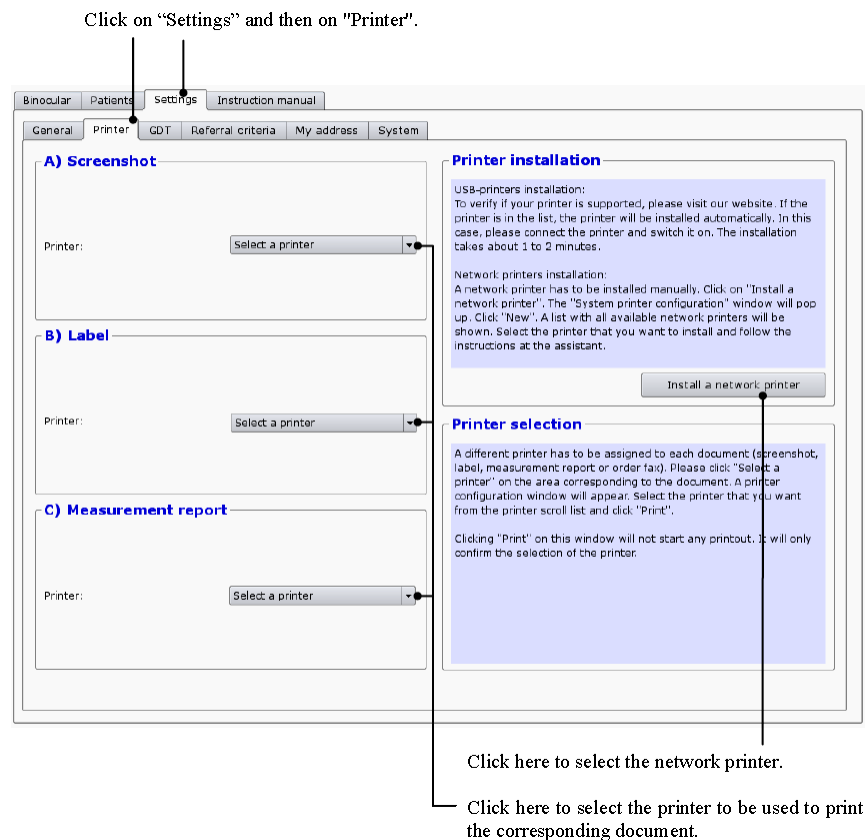 Click on “Settings” and then on "Printer".
Binocular Patients Settings Instruction manual
General Printer GDT Referral criteria My address System
A) Screenshot
Printer: Select a printer
B) Label
Printer: Select a printer
C) Measurement report
Printer: Select a printer
Printer installation
USB-printers installation:
To verify if your printer is supported, please visit our website. If the
printer is in the list, the printer will be installed automatically. In this
case, please connect the printer and switch it on. The installation
takes about 1 to 2 minutes.
Network printers installation:
A network printer has to be installed manually. Click on "Install a
network printer". The "System printer configuration" window will pop
up. Click "New". A list with all available network printers will be
shown. Select the printer that you want to install and follow the
instructions at the assistant.
Install a network printer
Printer selection
A different printer has to be assigned to each document (screenshot,
label, measurement report or order fax). Please click "Select a
printer" on the area corresponding to the document. A printer
configuration window will appear. Select the printer that you want
from the printer scroll list and click "Print".
Clicking "Print" on this window will not start any printout. It will only
confirm the selection of the printer.
Click here to select the network printer.
Click here to select the printer to be used to print
the corresponding document.